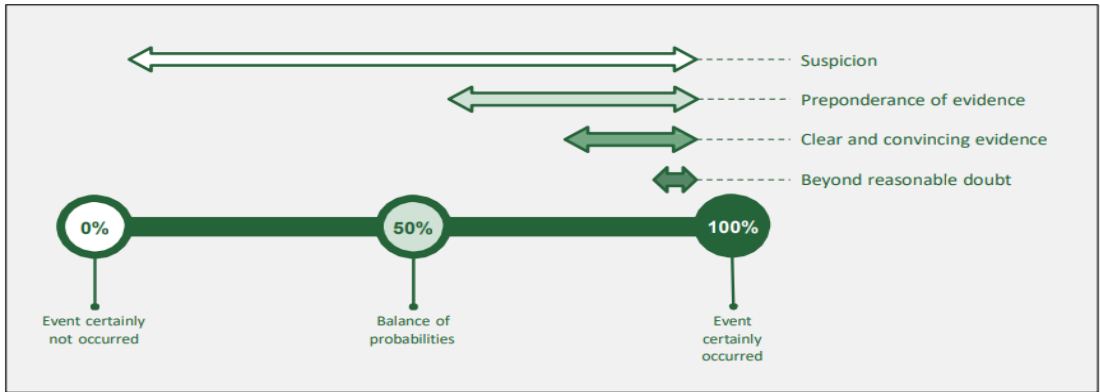 Suspicion
Preponderance of evidence
Clear and convincing evidence
Beyond reasonable doubt
0%
50%
100%
Event certainly
not occurred
Balance of
probabilities
Event
certainly
occurred